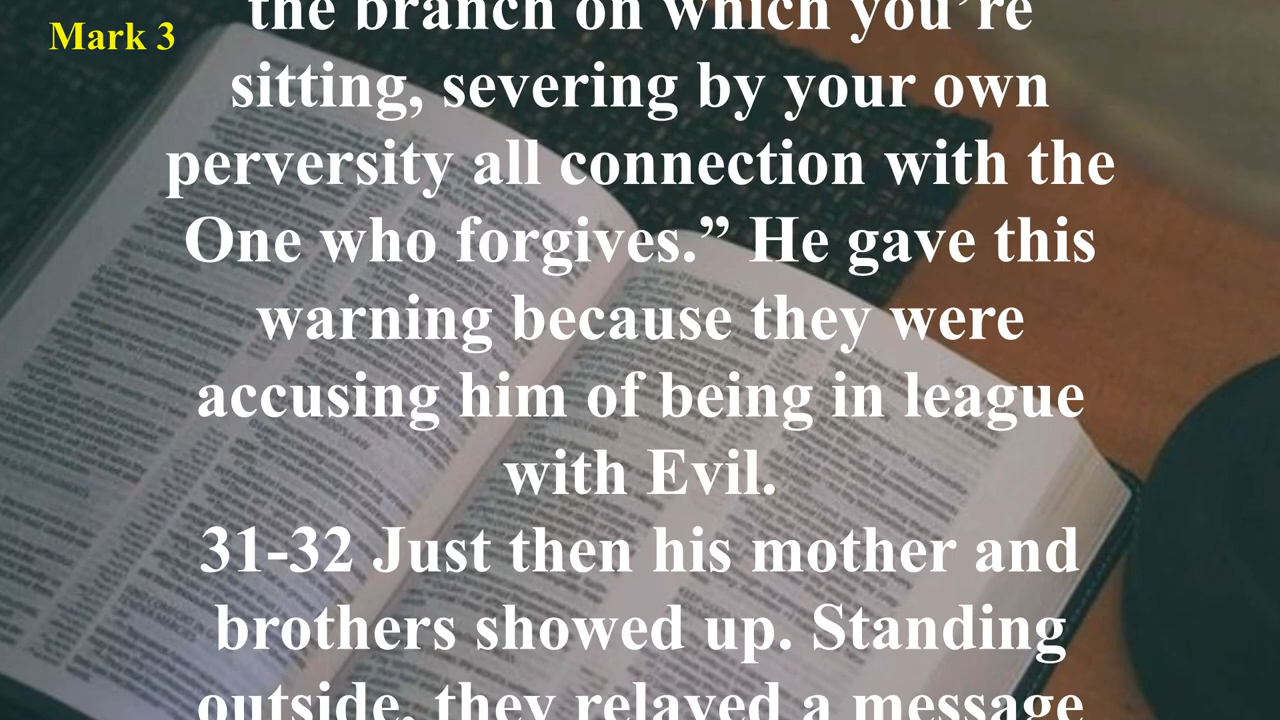 Mark 3
the branch on which you’re
sitting, severing by your own
perversity all connection with the
One who forgives.” He gave this
warning because they were
accusing him of being in league
with Evil.
31-32 Just then his mother and
brothers showed up. Standing
outside, they relayed a message